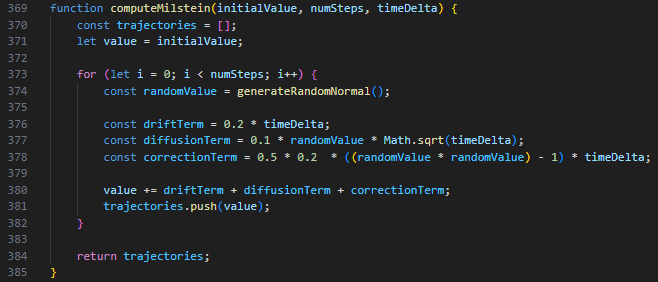 369 function computeMilstein(initialValue, numSteps, timeDelta) {
370     const trajectories = [];
371     let value = initialValue;
372
373     for (let i = 0; i < numSteps; i++) {
374         const randomValue = generateRandomNormal();
375
376         const driftTerm = 0.2 * timeDelta;
377         const diffusionTerm = 0.1 * randomValue * Math.sqrt(timeDelta);
378         const correctionTerm = 0.5 * 0.2  * ((randomValue * randomValue) - 1) * timeDelta;
379
380         value += driftTerm + diffusionTerm + correctionTerm;
381         trajectories.push(value);
382     }
383
384     return trajectories;
385 }